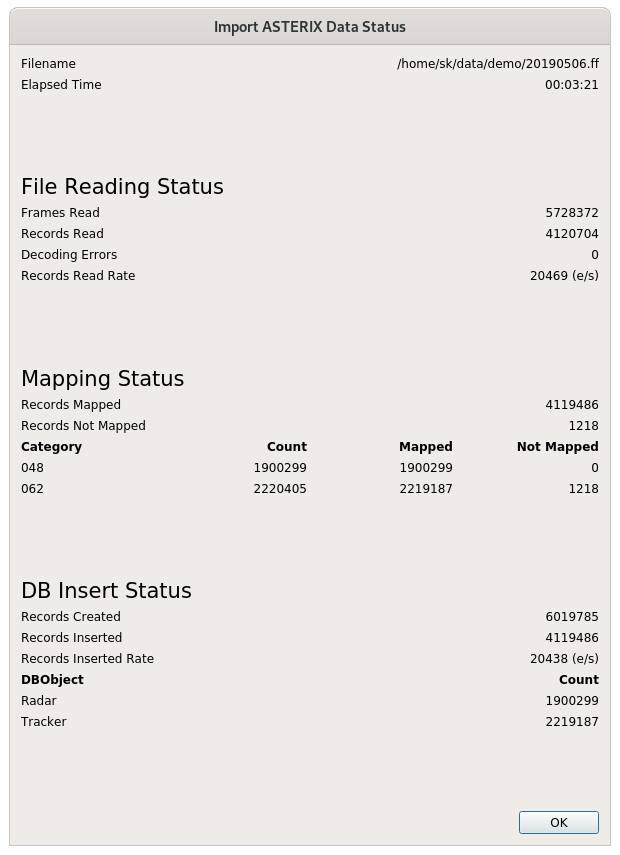 Import ASTERIX Data Status
Filename /home/sk/data/demo/20190506.ff
Elapsed Time 00:03:21
File Reading Status
Frames Read 5728372
Records Read 4120704
Decoding Errors 0
Records Read Rate 20469 (e/s)
Mapping Status
Records Mapped 4119486
Records Not Mapped 1218
Category Count Mapped Not Mapped
048 1900299 1900299 0
062 2220405 2219187 1218
DB Insert Status
Records Created 6019785
Records Inserted 4119486
Records Inserted Rate 20438 (e/s)
DBObject Count
Radar 1900299
Tracker 2219187
OK